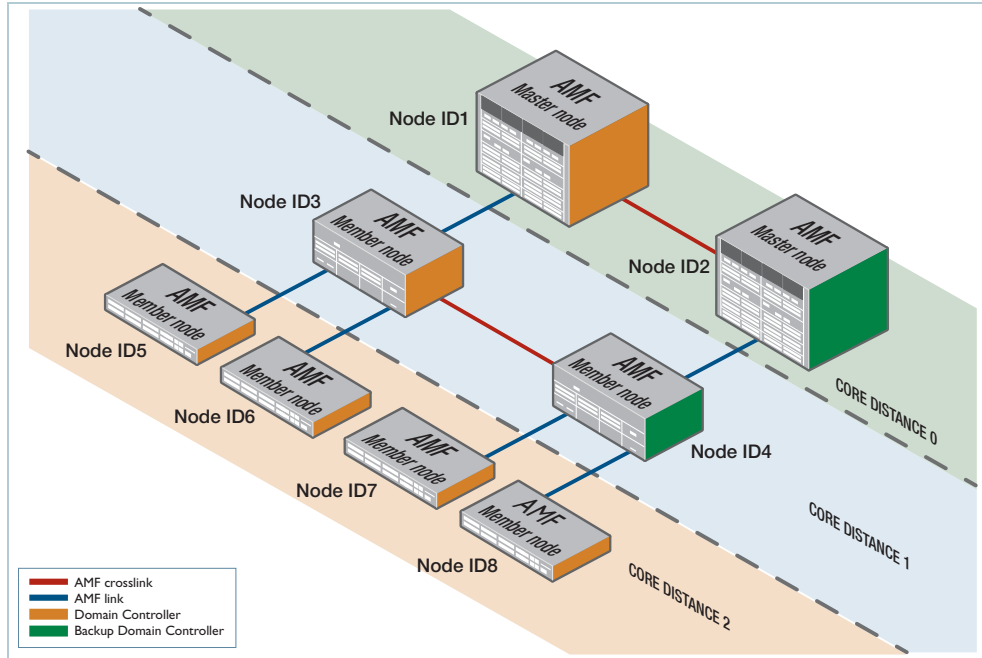 AMF
Master node
Node ID1
AMF
Master node
Node ID2
Node ID3
AMF
Member node
AMF
Member node
Node ID4
AMF
Member node
Node ID5
AMF
Member node
Node ID6
AMF
Member node
Node ID7
AMF
Member node
Node ID8
CORE DISTANCE 0
CORE DISTANCE 1
CORE DISTANCE 2
AMF crosslink
AMF link
Domain Controller
Backup Domain Controller